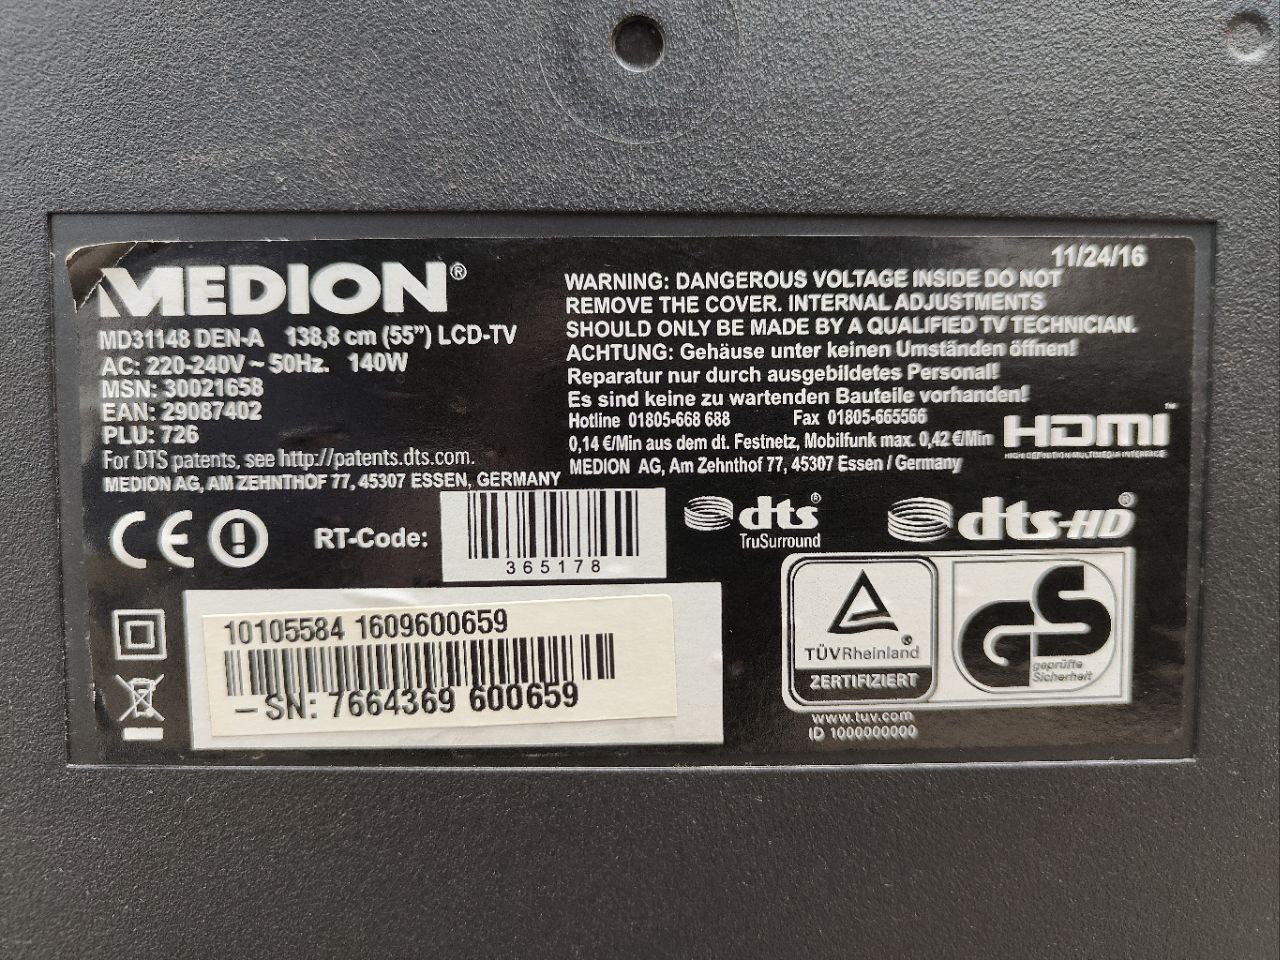 MEDION®
MD31148 DEN-A 138,8 cm (55") LCD-TV
AC: 220-240V ~ 50Hz. 140W
MSN: 30021658
EAN: 29087402
PLU: 726
For DTS patents, see http://patents.dts.com.
MEDION AG, AM ZEHNTHOF 77, 45307 ESSEN, GERMANY
11/24/16
WARNING: DANGEROUS VOLTAGE INSIDE DO NOT
REMOVE THE COVER. INTERNAL ADJUSTMENTS
SHOULD ONLY BE MADE BY A QUALIFIED TV TECHNICIAN.
ACHTUNG: Gehäuse unter keinen Umständen öffnen!
Reparatur nur durch ausgebildetes Personal!
Es sind keine zu wartenden Bauteile vorhanden!
Hotline 01805-668 688 Fax 01805-665566
0,14 €/Min aus dem dt. Festnetz, Mobilfunk max. 0,42 €/Min
MEDION AG, Am Zehnthof 77, 45307 Essen / Germany
HDMI™
HIGH-DEFINITION MULTIMEDIA INTERFACE
CE
RT-Code:
365178
dts®
TruSurround
dts-HD®
10105584 1609600659
–SN: 7664369 600659
®
TÜVRheinland
ZERTIFIZIERT
GS
geprüfte
Sicherheit
www.tuv.com
ID 1000000000